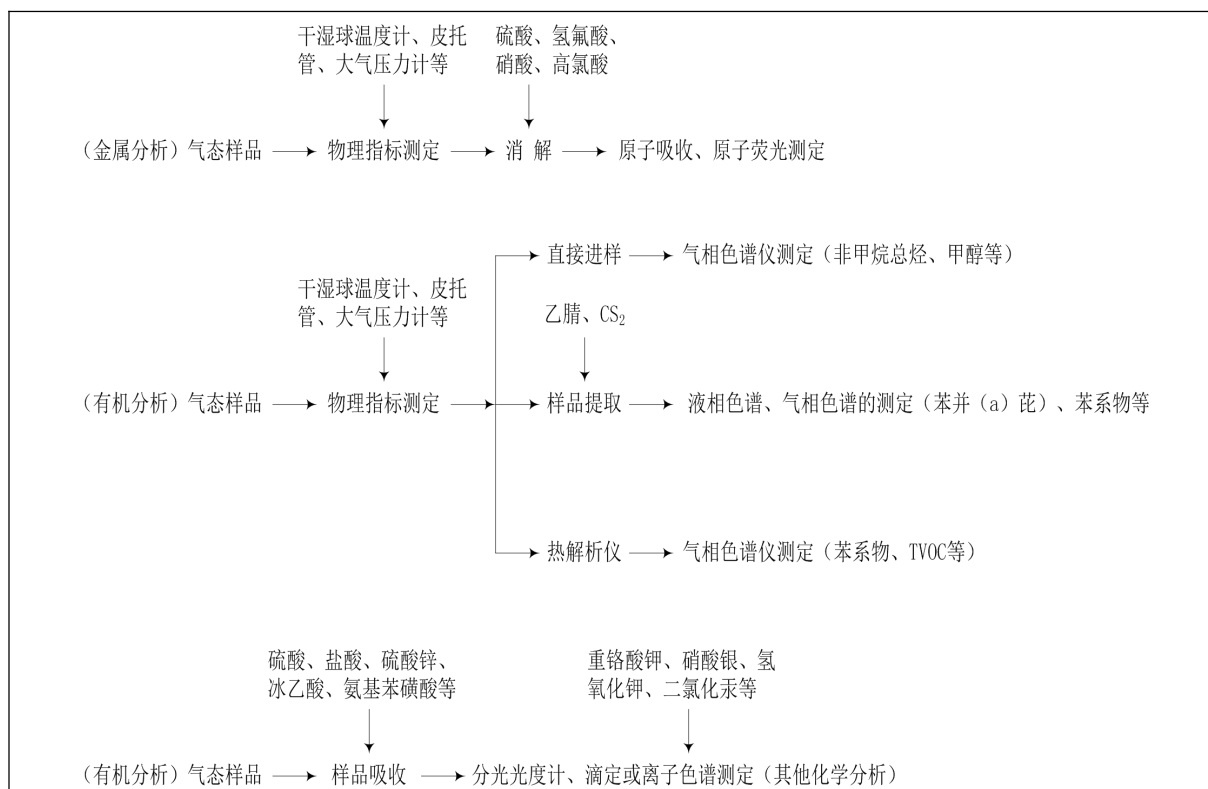 干湿球温度计、皮托
管、大气压力计等
硫酸、氢氟酸、
硝酸、高氯酸
(金属分析)气态样品
物理指标测定
消 解
原子吸收、原子荧光测定
直接进样
气相色谱仪测定(非甲烷总烃、甲醇等)
干湿球温度计、皮托
管、大气压力计等
乙腈、CS₂
(有机分析)气态样品
物理指标测定
样品提取
液相色谱、气相色谱的测定(苯并(a)芘)、苯系物等
热解析仪
气相色谱仪测定(苯系物、TVOC等)
硫酸、盐酸、硫酸锌、
冰乙酸、氨基苯磺酸等
重铬酸钾、硝酸银、氢
氧化钾、二氯化汞等
(有机分析)气态样品
样品吸收
分光光度计、滴定或离子色谱测定(其他化学分析)